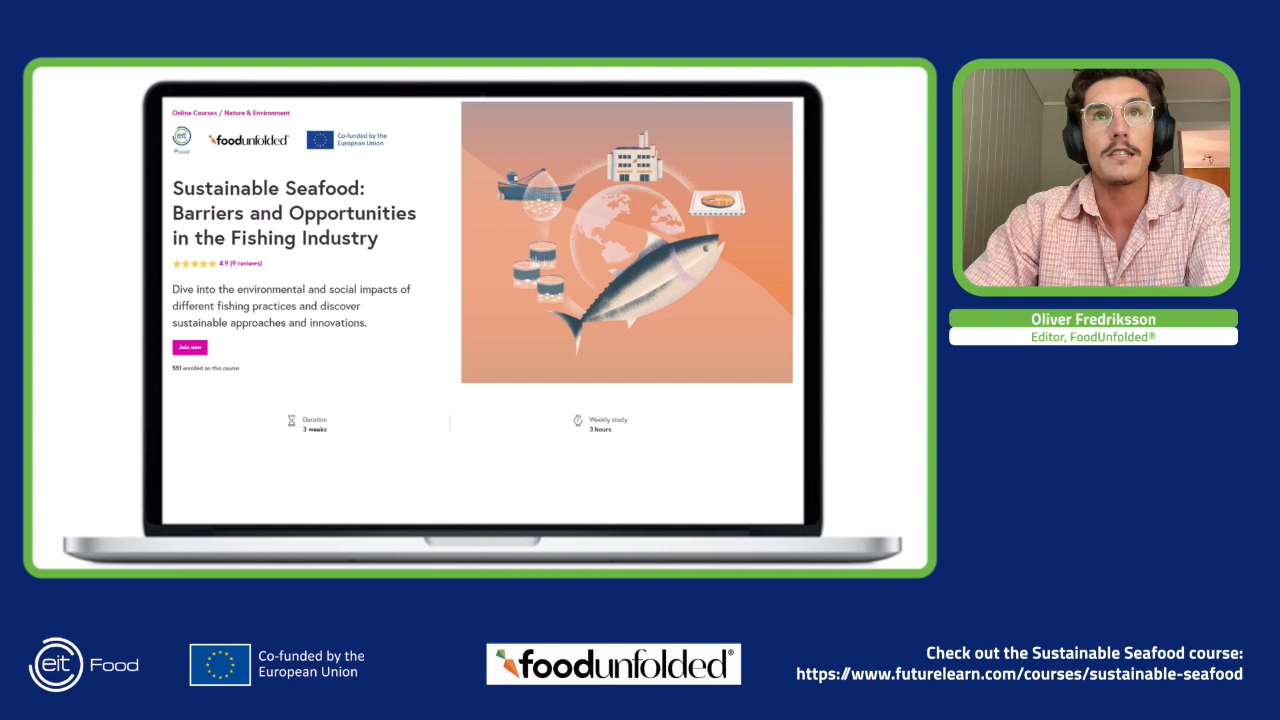 Online Courses / Nature & Environment
eit
Food
foodunfolded®
Co-funded by the
European Union
Sustainable Seafood:
Barriers and Opportunities
in the Fishing Industry
4.9 (9 reviews)
Dive into the environmental and social impacts of
different fishing practices and discover
sustainable approaches and innovations.
Join now
551 enrolled on this course
Duration
3 weeks
Weekly study
3 hours
Oliver Fredriksson
Editor, FoodUnfolded®
eit Food
Co-funded by the
European Union
foodunfolded®
Check out the Sustainable Seafood course:
https://www.futurelearn.com/courses/sustainable-seafood